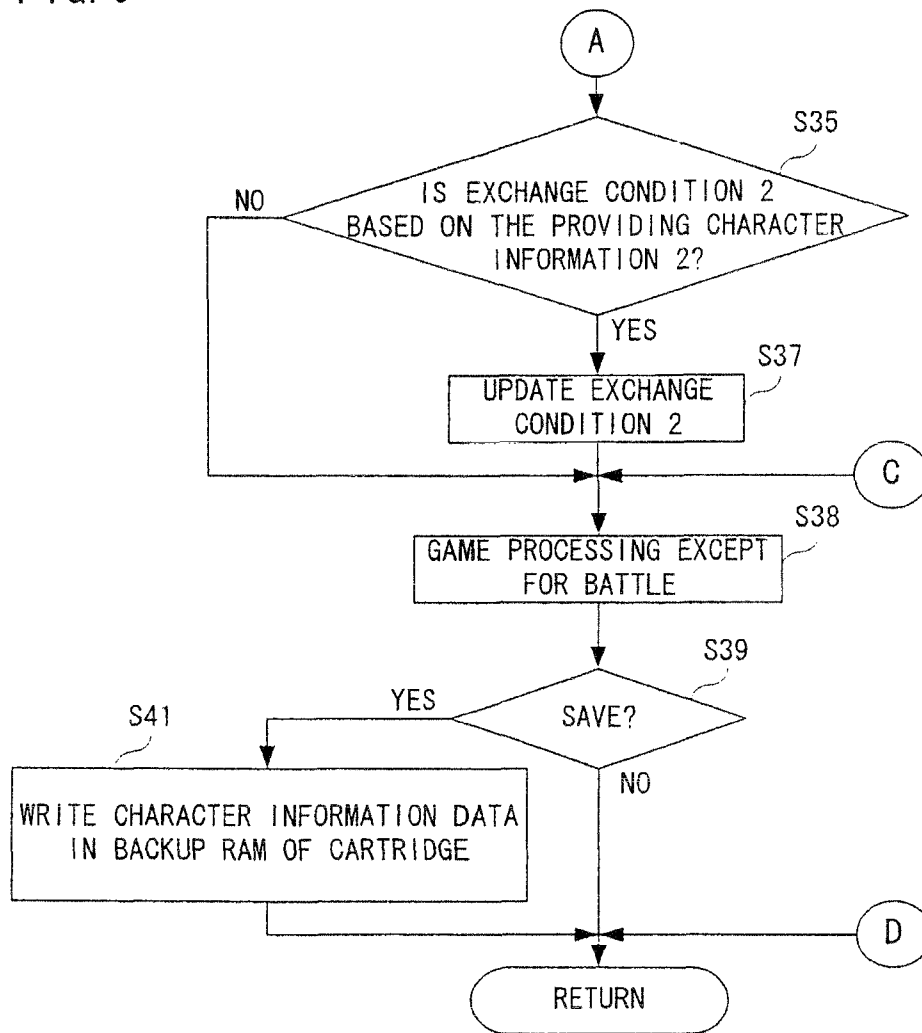 A
S35
NO
IS EXCHANGE CONDITION 2
BASED ON THE PROVIDING CHARACTER
INFORMATION 2?
YES
S37
UPDATE EXCHANGE
CONDITION 2
C
S38
GAME PROCESSING EXCEPT
FOR BATTLE
S39
YES
SAVE?
S41
NO
WRITE CHARACTER INFORMATION DATA
IN BACKUP RAM OF CARTRIDGE
D
RETURN